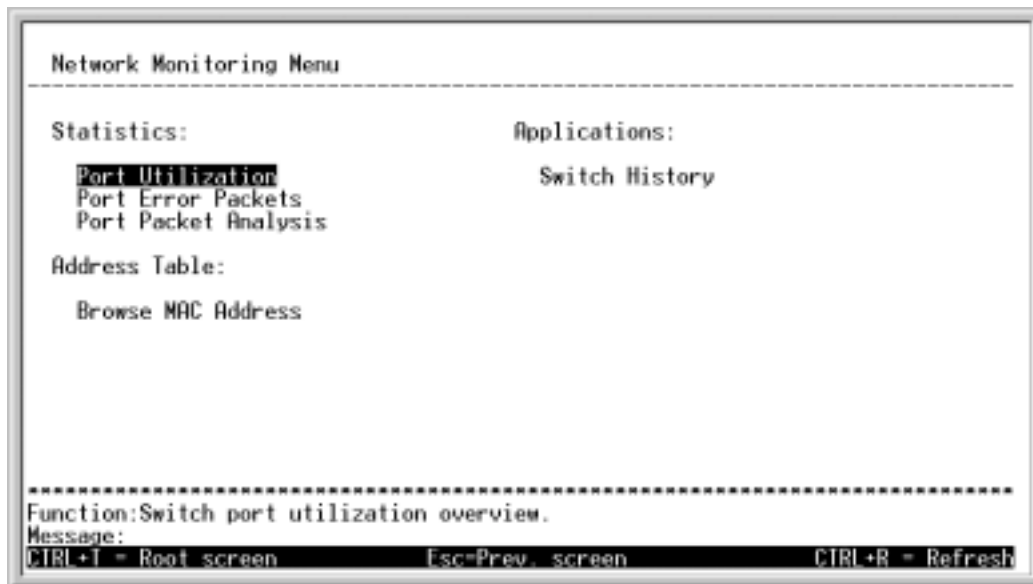 Network Monitoring Menu
Statistics: Applications:
Port Utilization Switch History
Port Error Packets
Port Packet Analysis
Address Table:
Browse MAC Address
Function:Switch port utilization overview.
Message:
CTRL+T = Root screen Esc=Prev. screen CTRL+R = Refresh